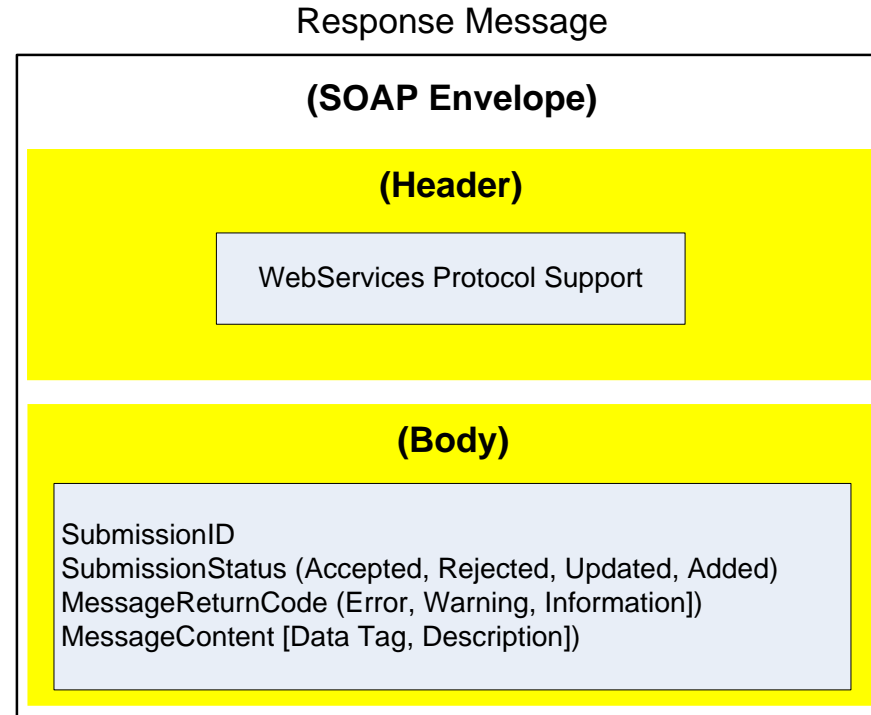 Response Message
(SOAP Envelope)
(Header)
WebServices Protocol Support
(Body)
SubmissionID
SubmissionStatus (Accepted, Rejected, Updated, Added)
MessageReturnCode (Error, Warning, Information])
MessageContent [Data Tag, Description])